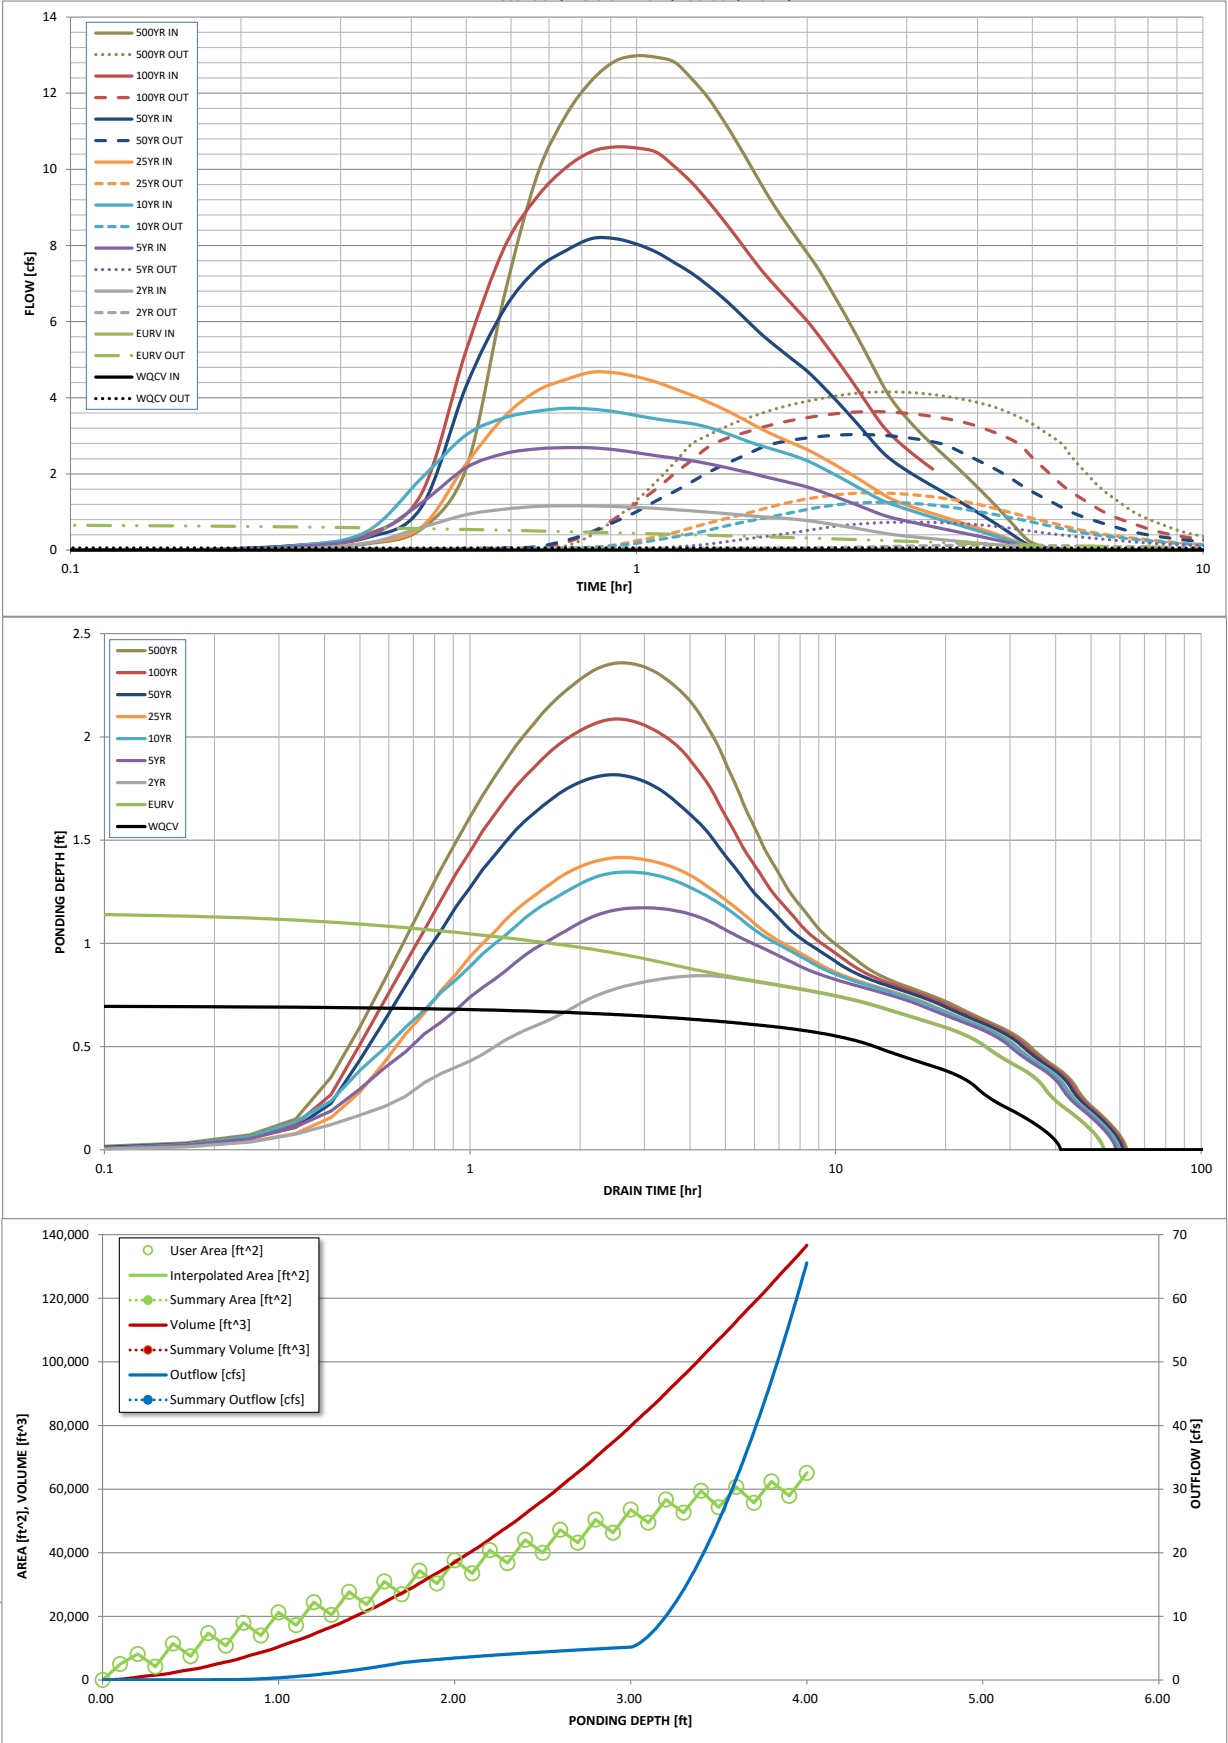 14
12
10
8
6
4
2
0
FLOW [cfs]
500YR IN
500YR OUT
100YR IN
100YR OUT
50YR IN
50YR OUT
25YR IN
25YR OUT
10YR IN
10YR OUT
5YR IN
5YR OUT
2YR IN
2YR OUT
EURV IN
EURV OUT
WQCV IN
WQCV OUT
0.1 1 10
TIME [hr]
2.5
2
1.5
1
0.5
0
PONDING DEPTH [ft]
500YR
100YR
50YR
25YR
10YR
5YR
2YR
EURV
WQCV
0.1 1 10 100
DRAIN TIME [hr]
140,000
120,000
100,000
80,000
60,000
40,000
20,000
0
AREA [ft^2], VOLUME [ft^3]
User Area [ft^2]
Interpolated Area [ft^2]
Summary Area [ft^2]
Volume [ft^3]
Summary Volume [ft^3]
Outflow [cfs]
Summary Outflow [cfs]
70
60
50
40
30
20
10
0
OUTFLOW [cfs]
0.00 1.00 2.00 3.00 4.00 5.00 6.00
PONDING DEPTH [ft]